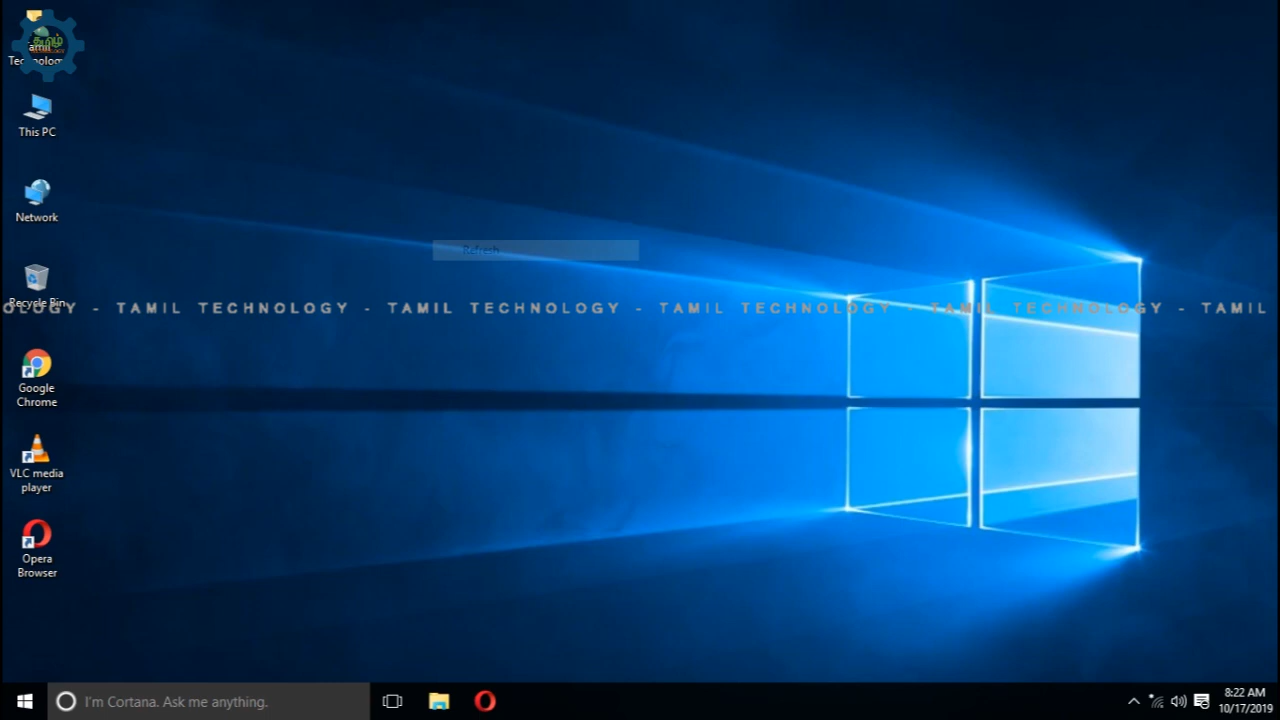 தமிழ்
Tamil
Technology
This PC
Network
Refresh
Recycle Bin
OLOGY - TAMIL TECHNOLOGY - TAMIL TECHNOLOGY - TAMIL TECHNOLOGY - TAMIL TECHNOLOGY - TAMIL
Google
Chrome
VLC media
player
Opera
Browser
I'm Cortana. Ask me anything.
8:22 AM
10/17/2019